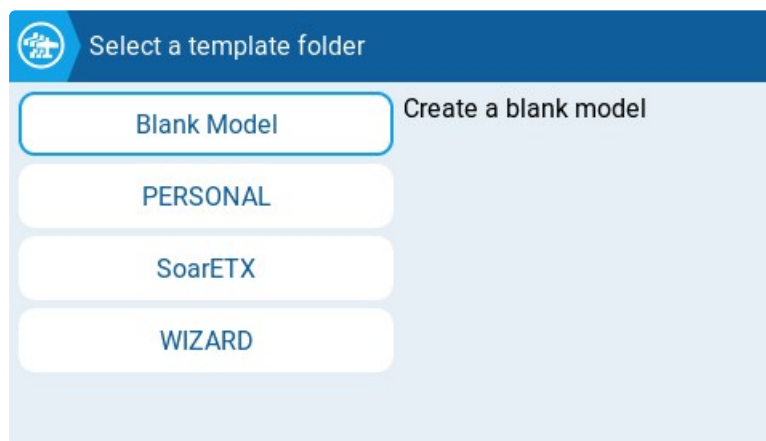 Select a template folder
Blank Model
Create a blank model
PERSONAL
SoarETX
WIZARD